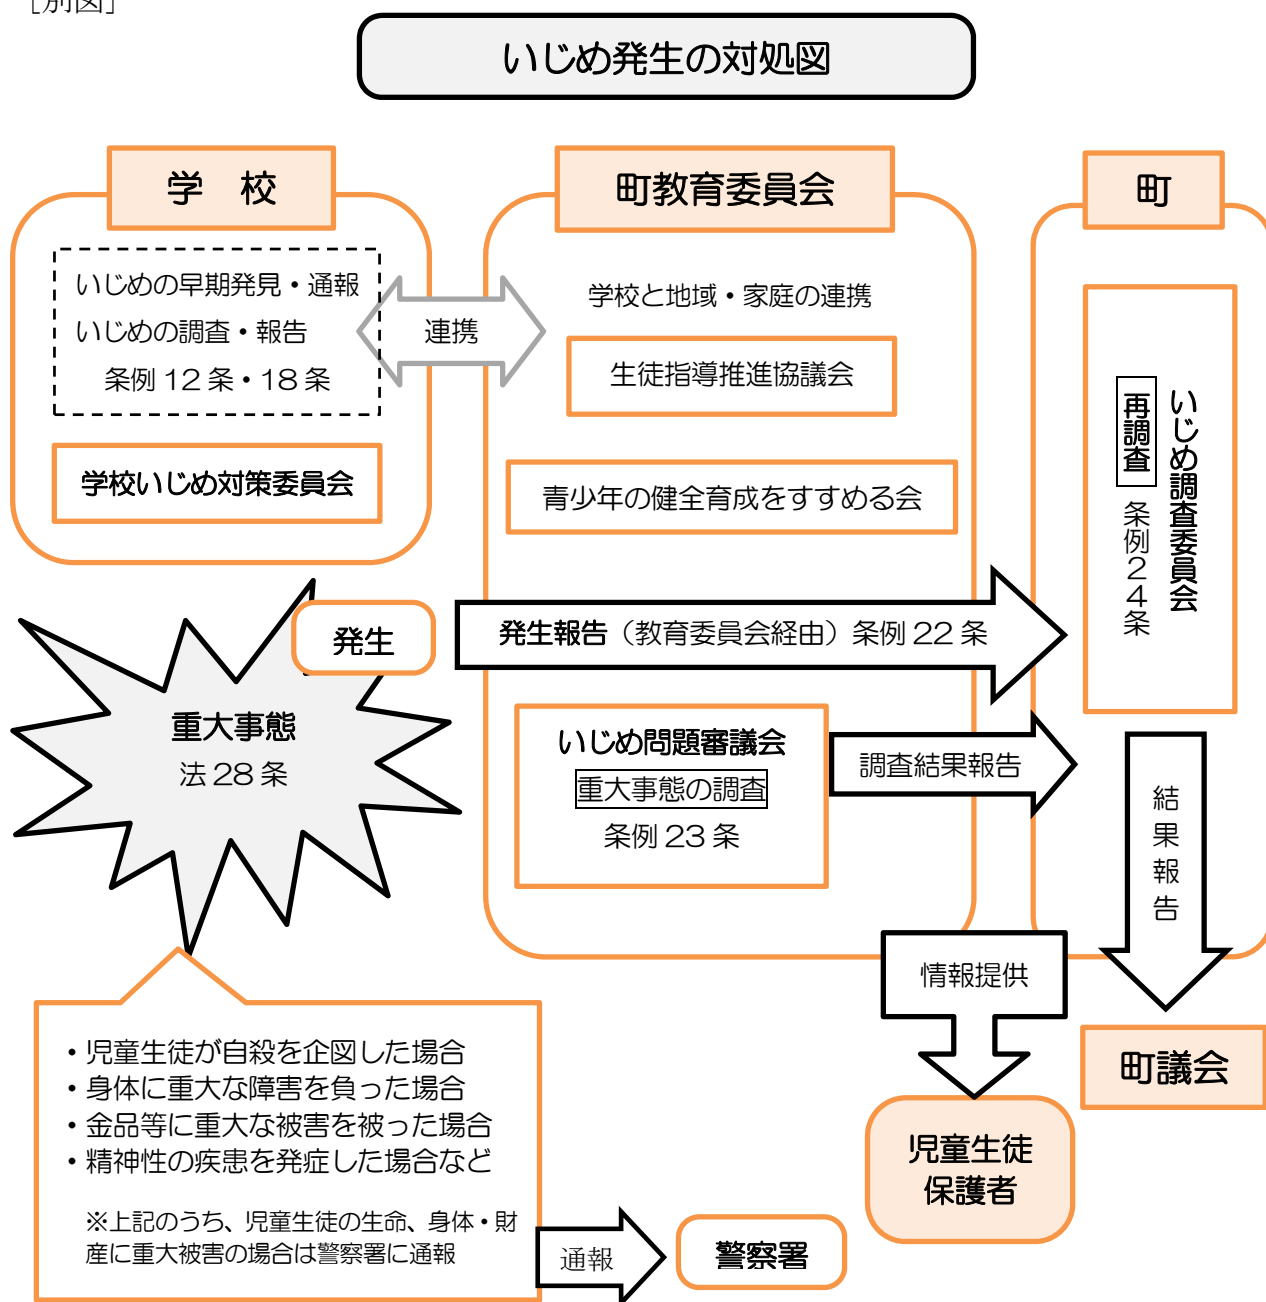 ［別図］
いじめ発生の対処図
学　校
いじめの早期発見・通報
いじめの調査・報告
条例 12 条・18 条
学校いじめ対策委員会
連携
町教育委員会
学校と地域・家庭の連携
生徒指導推進協議会
青少年の健全育成をすすめる会
町
いじめ調査委員会
再調査　条例２４条
発生
重大事態
法 28 条
発生報告（教育委員会経由）条例 22 条
いじめ問題審議会
重大事態の調査
条例 23 条
調査結果報告
結果報告
情報提供
町議会
児童生徒
保護者
・児童生徒が自殺を企図した場合
・身体に重大な障害を負った場合
・金品等に重大な被害を被った場合
・精神性の疾患を発症した場合など
※上記のうち、児童生徒の生命、身体・財
産に重大被害の場合は警察署に通報
通報
警察署